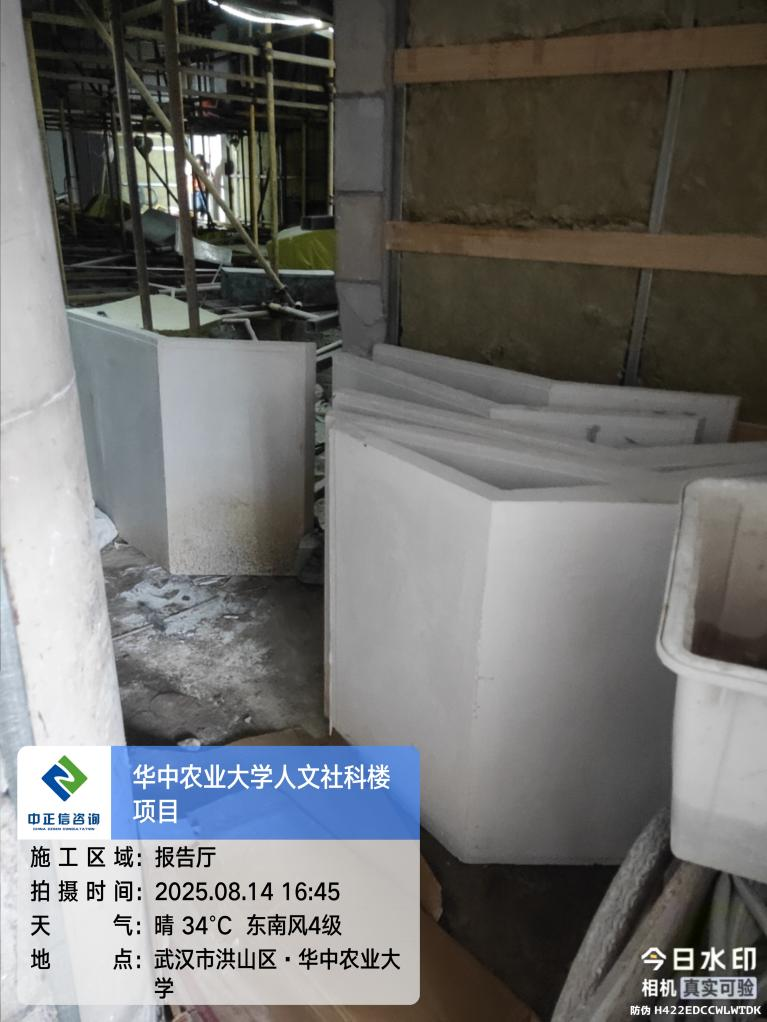 中正信咨询
华中农业大学人文社科楼
项目
施工区域：报告厅
拍摄时间：2025.08.14 16:45
天气：晴 34°C 东南风4级
地点：武汉市洪山区·华中农业大
学
今日水印
相机 真实可验
防伪 H422EDCCWLWTDK